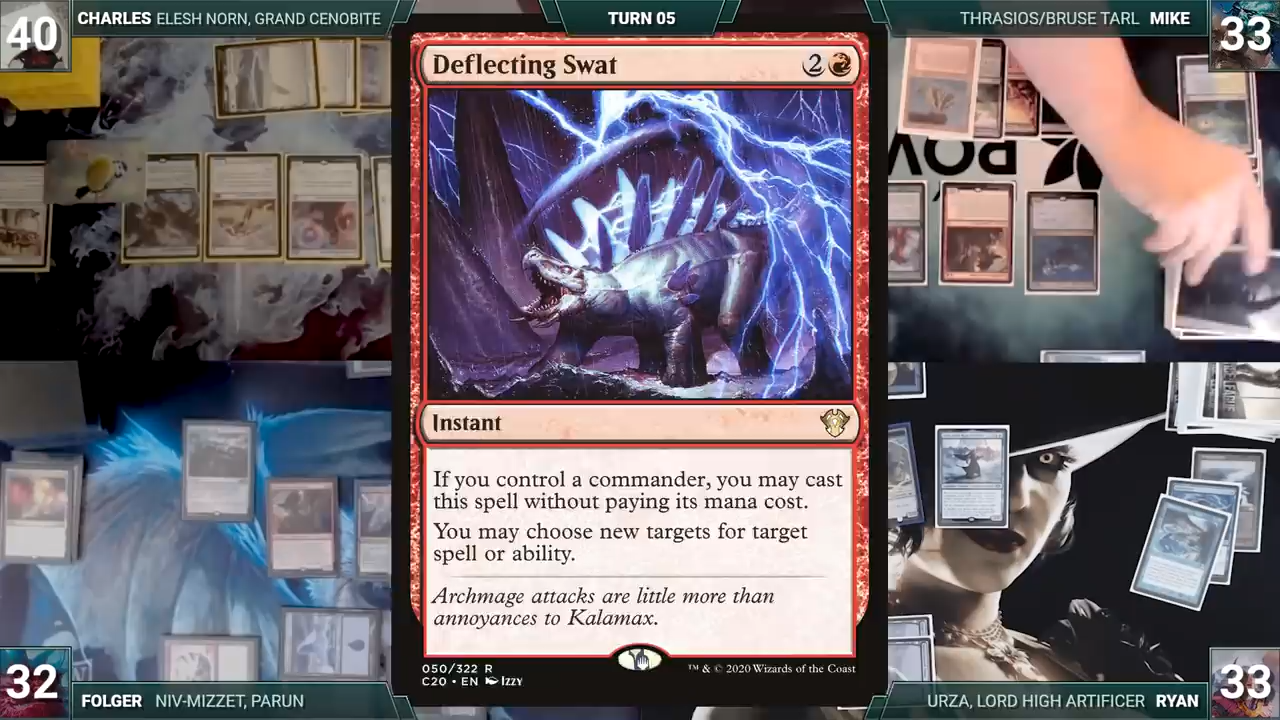 40
CHARLES ELESH NORN, GRAND CENOBITE
TURN 05
THRASIOS/BRUSE TARL MIKE
33
Deflecting Swat
2
Instant
If you control a commander, you may cast
this spell without paying its mana cost.
You may choose new targets for target
spell or ability.
Archmage attacks are little more than
annoyances to Kalamax.
050/322 R
C20 • EN Izzy
™ & © 2020 Wizards of the Coast
POV
32
FOLGER NIV-MIZZET, PARUN
URZA, LORD HIGH ARTIFICER RYAN
33